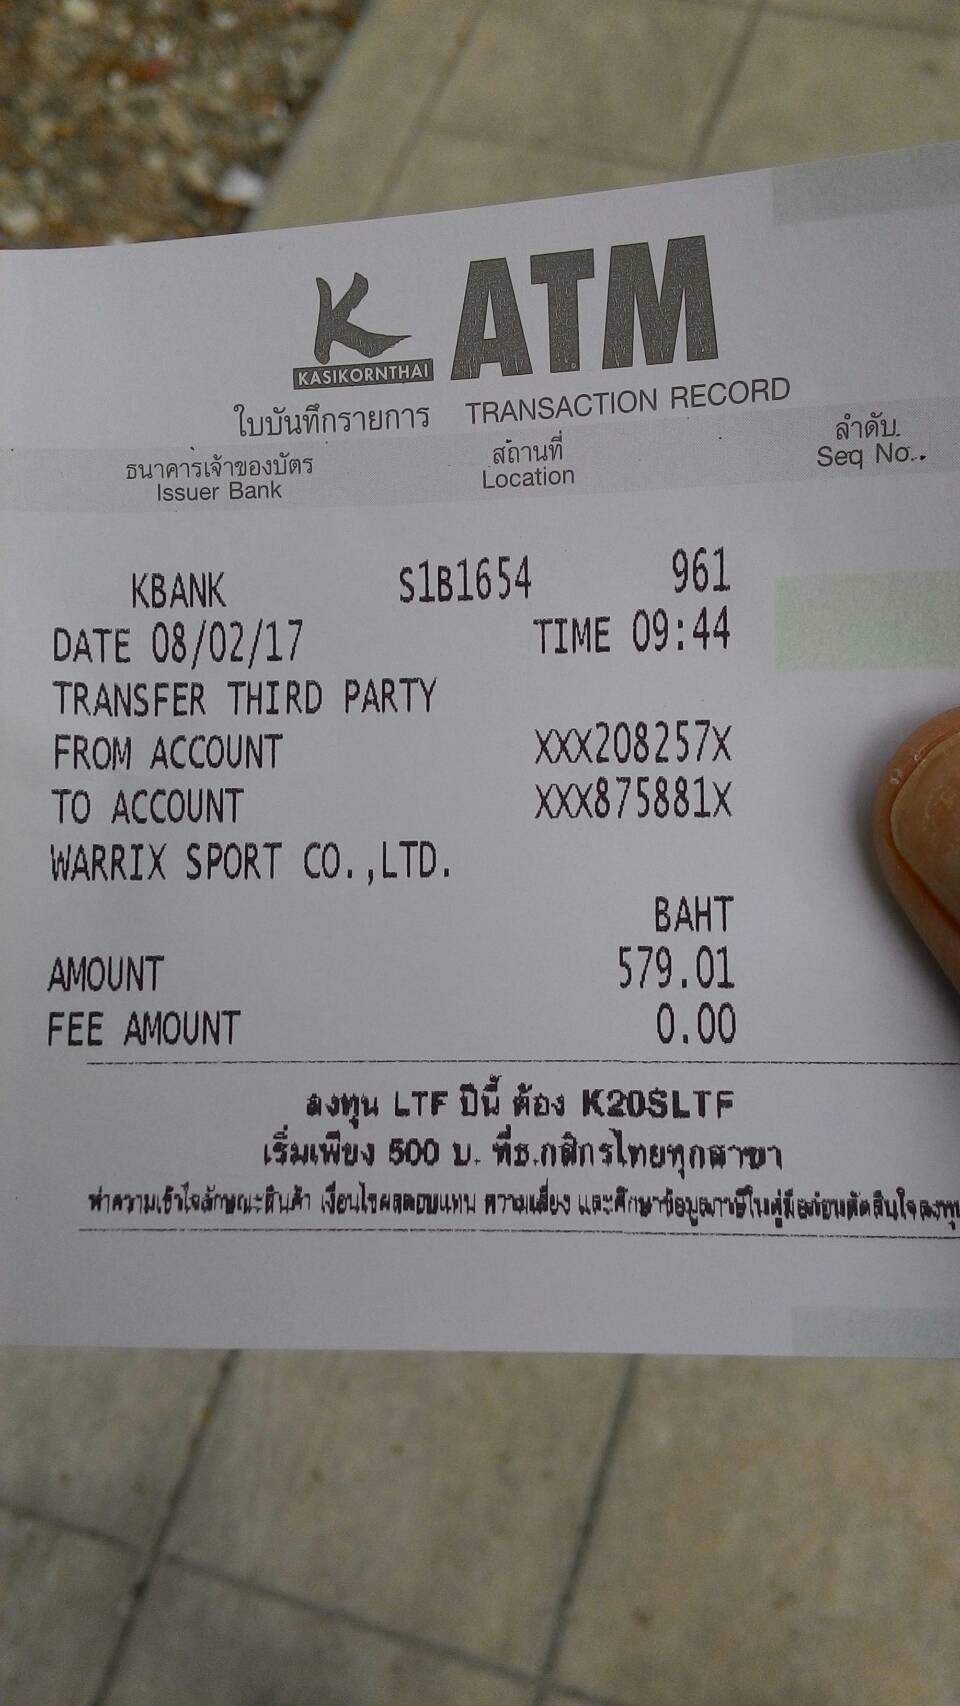 K ATM
KASIKORNTHAI
ใบบันทึกรายการ TRANSACTION RECORD
ธนาคารเจ้าของบัตร สถานที่ ลำดับ
Issuer Bank Location Seq No.
KBANK S1B1654 961
DATE 08/02/17 TIME 09:44
TRANSFER THIRD PARTY
FROM ACCOUNT XXX208257X
TO ACCOUNT XXX875881X
WARRIX SPORT CO.,LTD.
BAHT
AMOUNT 579.01
FEE AMOUNT 0.00
ลงทุน LTF ปีนี้ ต้อง K20SLTF
เริ่มเพียง 500 บ. ที่ธ.กสิกรไทยทุกสาขา
ทำความเข้าใจลักษณะสินค้า เงื่อนไขผลตอบแทน ความเสี่ยง และศึกษาข้อมูลภาษีในคู่มือก่อนตัดสินใจลงทุน